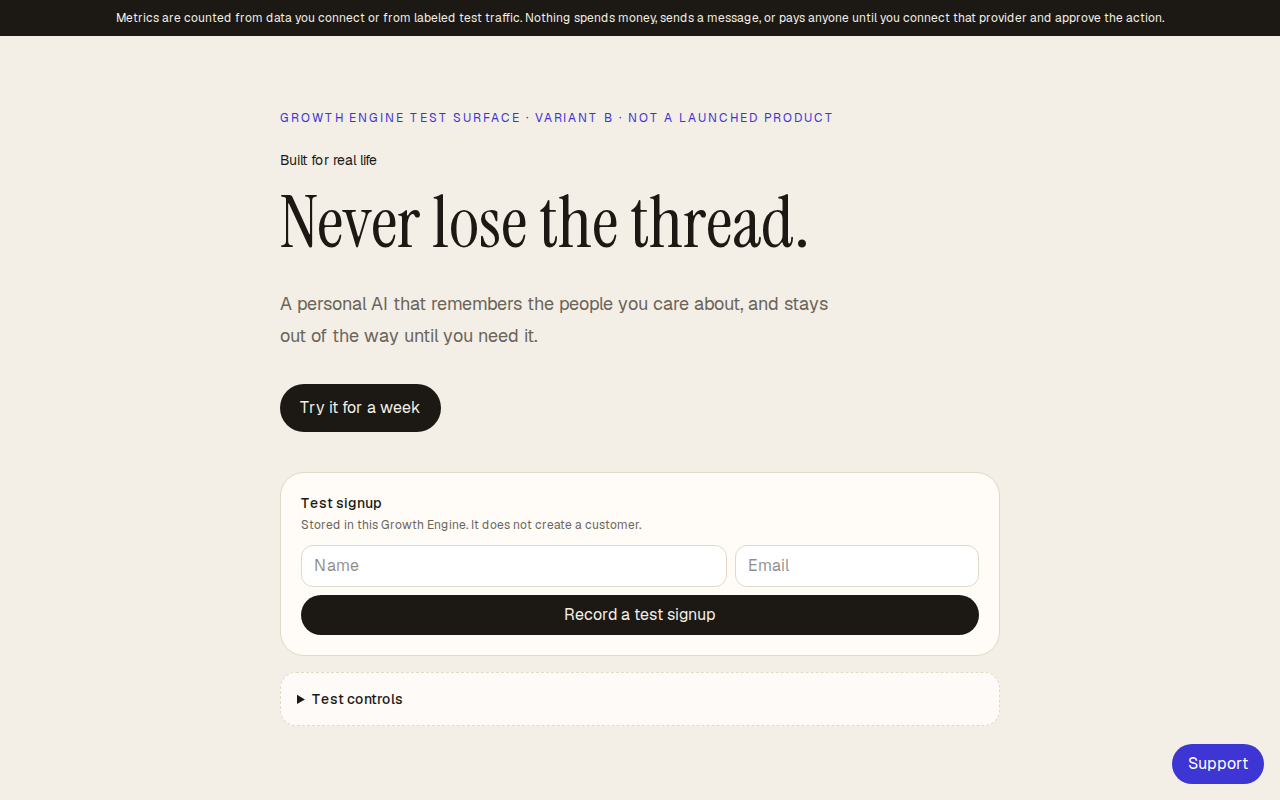 Metrics are counted from data you connect or from labeled test traffic. Nothing spends money, sends a message, or pays anyone until you connect that provider and approve the action.
GROWTH ENGINE TEST SURFACE · VARIANT B · NOT A LAUNCHED PRODUCT
Built for real life
Never lose the thread.
A personal AI that remembers the people you care about, and stays
out of the way until you need it.
Try it for a week
Test signup
Stored in this Growth Engine. It does not create a customer.
Name
Email
Record a test signup
Test controls
Support